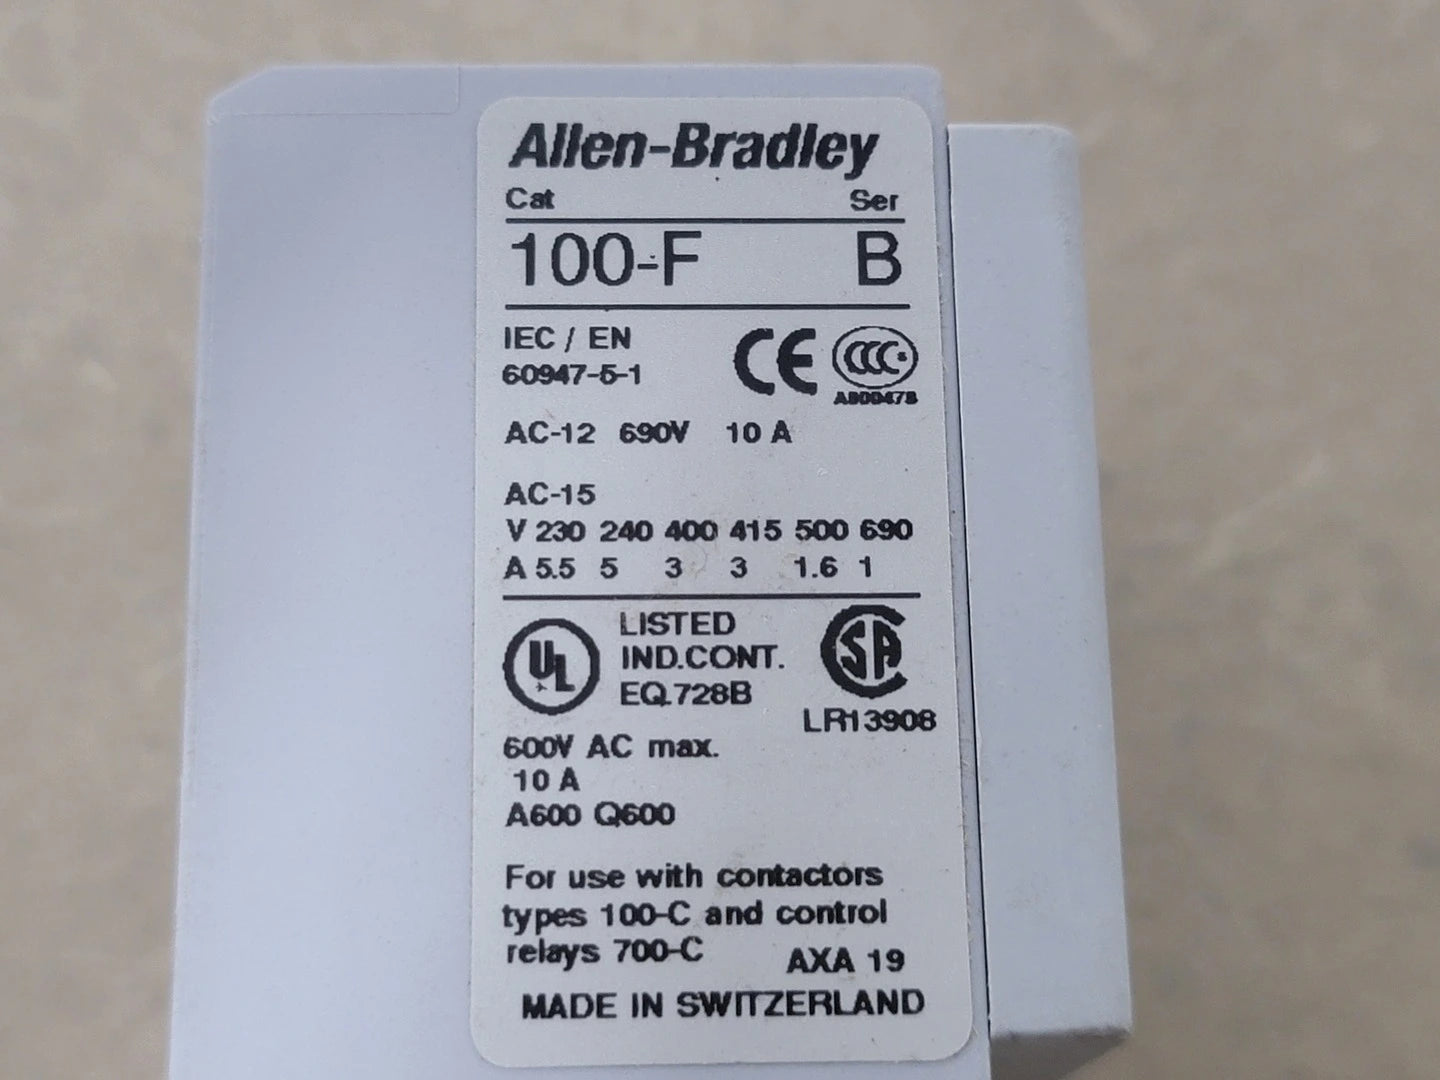 Allen-Bradley
Cat Ser
100-F B
IEC / EN
60947-5-1
CE CCC
A800478
AC-12 690V 10 A
AC-15
V 230 240 400 415 500 690
A 5.5 5 3 3 1.6 1
UL LISTED
IND.CONT.
EQ.728B
SA
LR13908
600V AC max.
10 A
A600 Q600
For use with contactors
types 100-C and control
relays 700-C
AXA 19
MADE IN SWITZERLAND